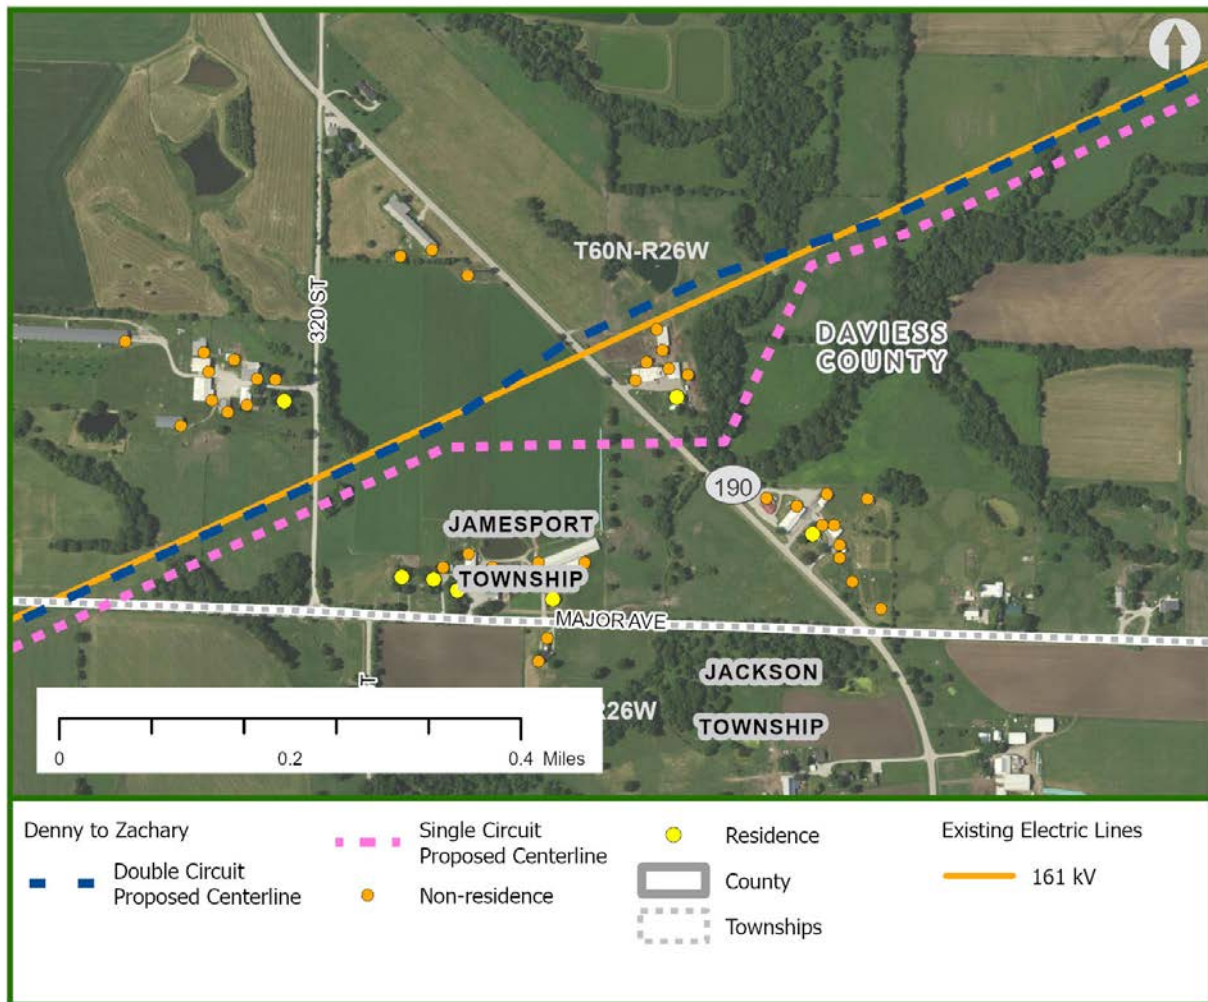 T60N-R26W
320 ST
DAVIESS
COUNTY
190
JAMESPORT
TOWNSHIP
MAJOR AVE
JACKSON
TOWNSHIP
T
R26W
0
0.2
0.4 Miles
Denny to Zachary
Double Circuit
Proposed Centerline
Single Circuit
Proposed Centerline
Non-residence
Residence
County
Townships
Existing Electric Lines
161 kV